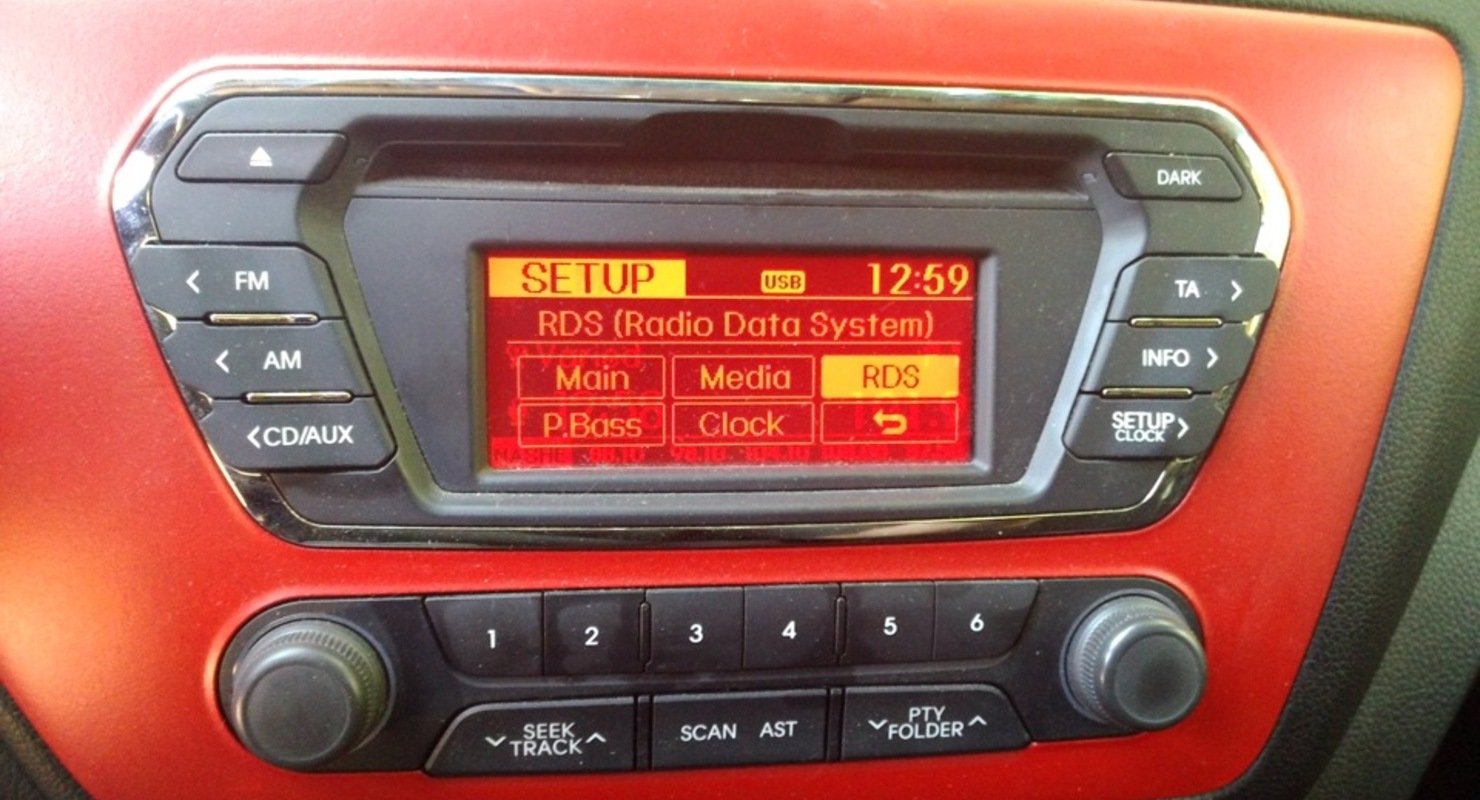 DARK
< FM
< AM
<CD/AUX
SETUP USB 12:59
RDS (Radio Data System)
Main Media RDS
P.Bass Clock
TA >
INFO >
SETUP >
CLOCK
1 2 3 4 5 6
SEEK
TRACK
SCAN AST
PTY
FOLDER